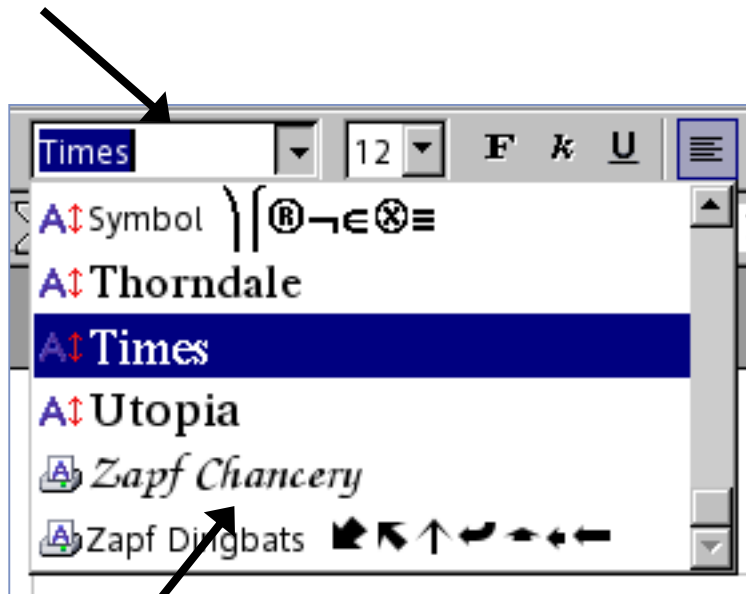 Times 12 F k U
Symbol ⎞⎡®¬∈⊗≡
Thorndale
Times
Utopia
Zapf Chancery
Zapf Dingbats